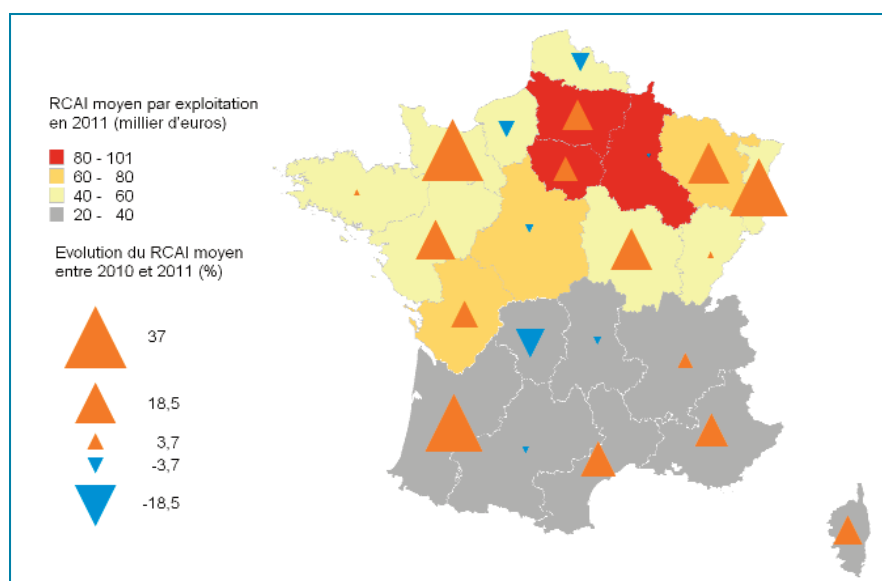 RCAI moyen par exploitation
en 2011 (millier d'euros)
80 - 101
60 - 80
40 - 60
20 - 40
Evolution du RCAI moyen
entre 2010 et 2011 (%)
37
18,5
3,7
-3,7
-18,5